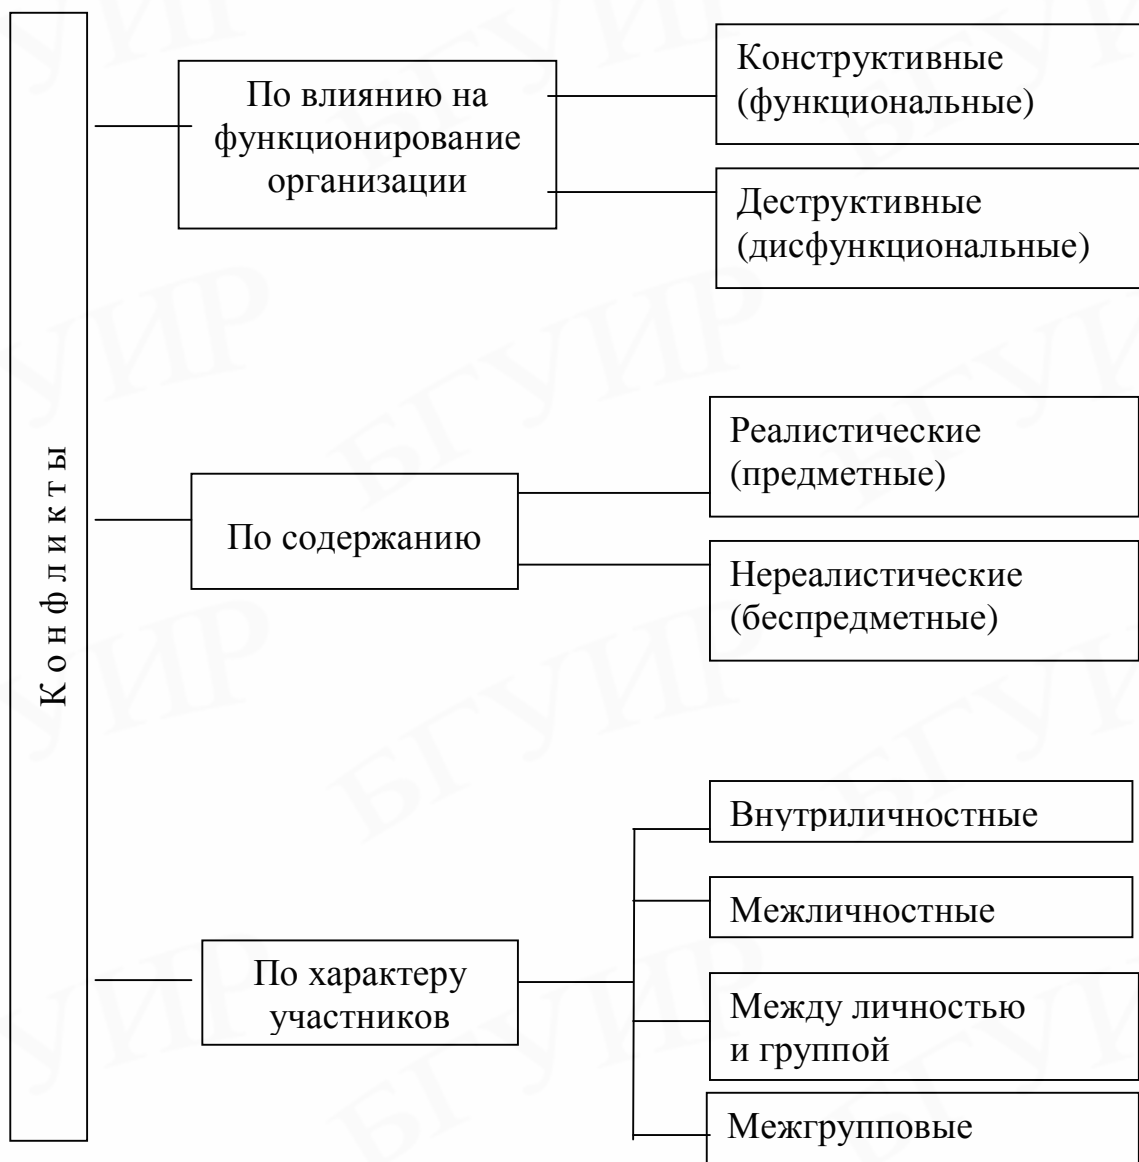 Конфликты
По влиянию на
функционирование
организации
Конструктивные
(функциональные)
Деструктивные
(дисфункциональные)
По содержанию
Реалистические
(предметные)
Нереалистические
(беспредметные)
По характеру
участников
Внутриличностные
Межличностные
Между личностью
и группой
Межгрупповые
БГУИР